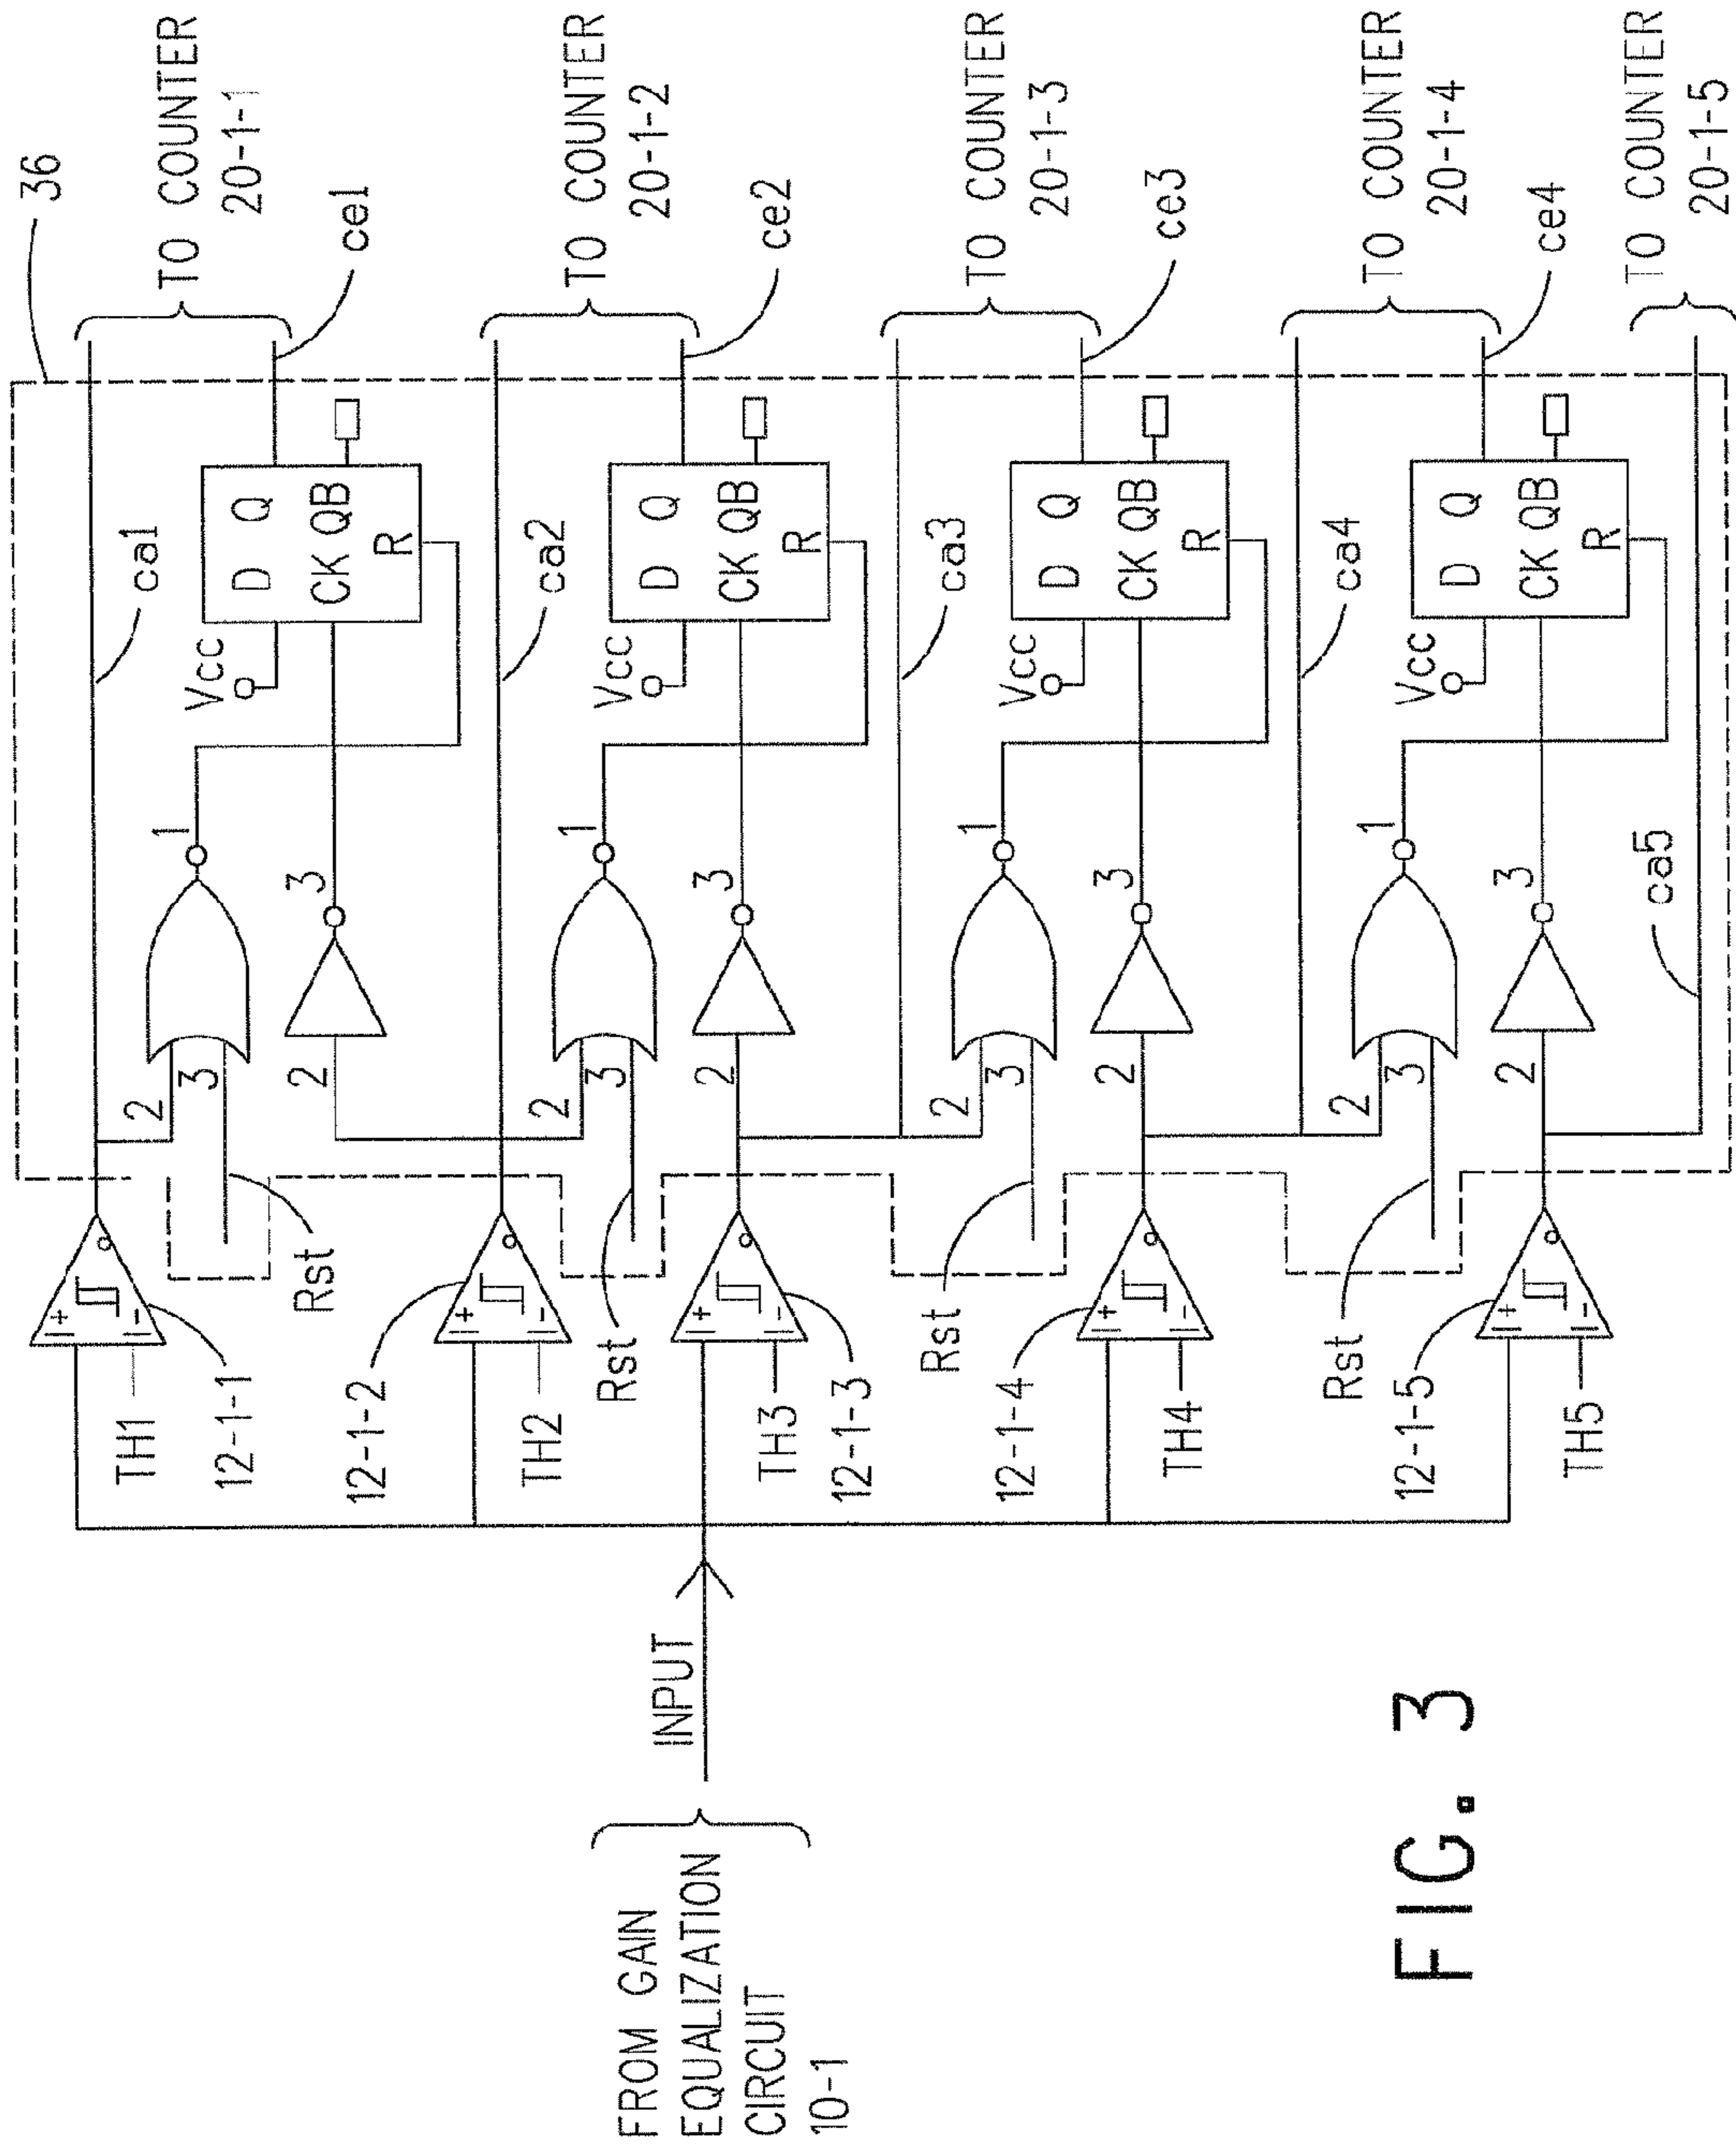 36
TO COUNTER
20-1-1
ce1
ca1
Vcc
D Q
CK QB
R
1
3
2
3
2
Rst
TH1
12-1-1
TO COUNTER
20-1-2
ce2
ca2
Vcc
D Q
CK QB
R
1
3
2
3
2
Rst
+
-
+
-
12-1-2
TH2
TO COUNTER
20-1-3
ce3
ca3
Vcc
D Q
CK QB
R
1
3
2
3
2
Rst
+
-
TH3
12-1-3
TO COUNTER
20-1-4
ce4
ca4
Vcc
D Q
CK QB
R
1
3
2
3
2
Rst
+
-
12-1-4
TH4
TO COUNTER
20-1-5
ca5
+
-
12-1-5
TH5
INPUT
FROM GAIN
EQUALIZATION
CIRCUIT
10-1
FIG. 3